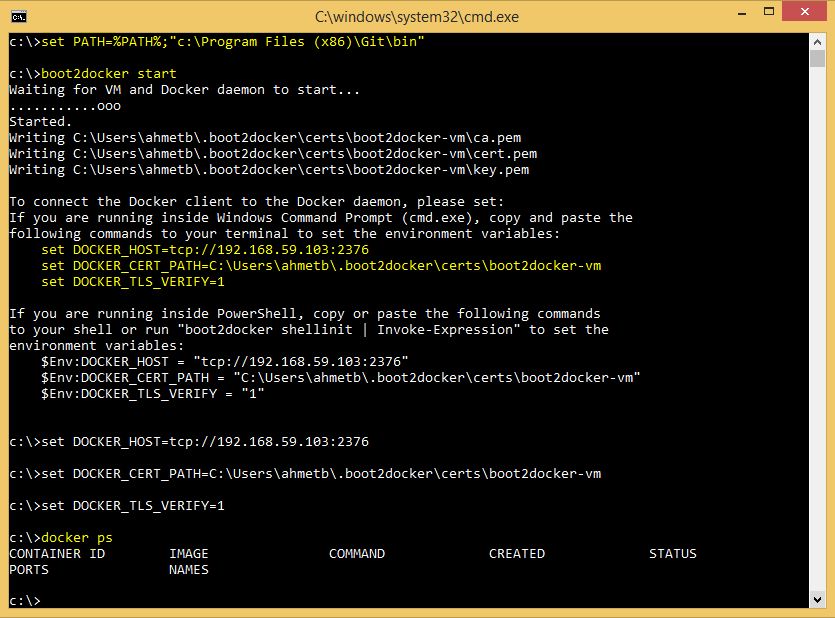 C:\windows\system32\cmd.exe
c:\>set PATH=%PATH%;"c:\Program Files (x86)\Git\bin"
c:\>boot2docker start
Waiting for VM and Docker daemon to start...
...........ooo
Started.
Writing C:\Users\ahmetb\.boot2docker\certs\boot2docker-vm\ca.pem
Writing C:\Users\ahmetb\.boot2docker\certs\boot2docker-vm\cert.pem
Writing C:\Users\ahmetb\.boot2docker\certs\boot2docker-vm\key.pem
To connect the Docker client to the Docker daemon, please set:
If you are running inside Windows Command Prompt (cmd.exe), copy and paste the
following commands to your terminal to set the environment variables:
set DOCKER_HOST=tcp://192.168.59.103:2376
set DOCKER_CERT_PATH=C:\Users\ahmetb\.boot2docker\certs\boot2docker-vm
set DOCKER_TLS_VERIFY=1
If you are running inside PowerShell, copy or paste the following commands
to your shell or run "boot2docker shellinit | Invoke-Expression" to set the
environment variables:
$Env:DOCKER_HOST = "tcp://192.168.59.103:2376"
$Env:DOCKER_CERT_PATH = "C:\Users\ahmetb\.boot2docker\certs\boot2docker-vm"
$Env:DOCKER_TLS_VERIFY = "1"
c:\>set DOCKER_HOST=tcp://192.168.59.103:2376
c:\>set DOCKER_CERT_PATH=C:\Users\ahmetb\.boot2docker\certs\boot2docker-vm
c:\>set DOCKER_TLS_VERIFY=1
c:\>docker ps
CONTAINER ID        IMAGE               COMMAND             CREATED             STATUS
PORTS               NAMES
c:\>